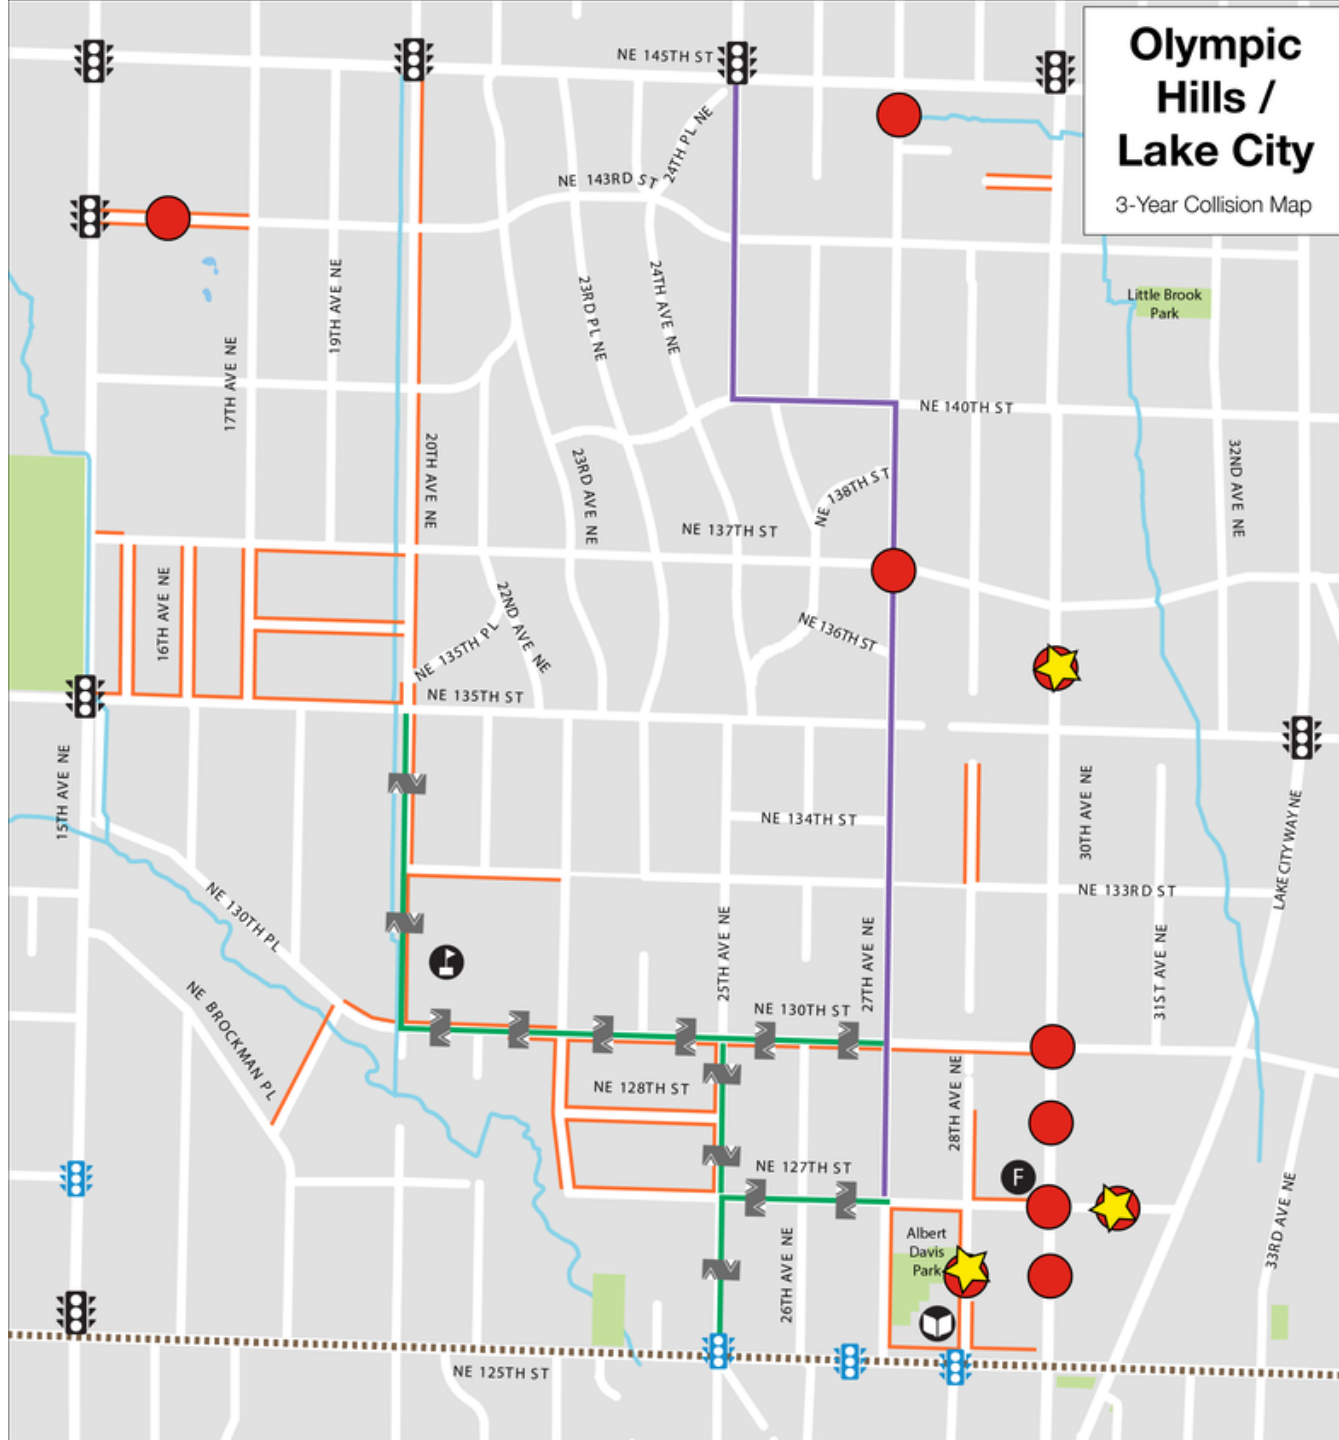 Olympic
Hills /
Lake City
3-Year Collision Map
NE 145TH ST
24TH PL NE
NE 143RD ST
19TH AVE NE
23RD PL NE
24TH AVE NE
Little Brook
Park
17TH AVE NE
NE 140TH ST
20TH AVE NE
23RD AVE NE
32ND AVE NE
NE 138TH ST
NE 137TH ST
16TH AVE NE
22ND AVE NE
NE 135TH PL
NE 136TH ST
NE 135TH ST
15TH AVE NE
30TH AVE NE
LAKE CITY WAY NE
NE 134TH ST
NE 133RD ST
NE 130TH PL
25TH AVE NE
27TH AVE NE
31ST AVE NE
NE BROCKMAN PL
NE 130TH ST
NE 128TH ST
28TH AVE NE
NE 127TH ST
F
33RD AVE NE
26TH AVE NE
Albert
Davis
Park
NE 125TH ST